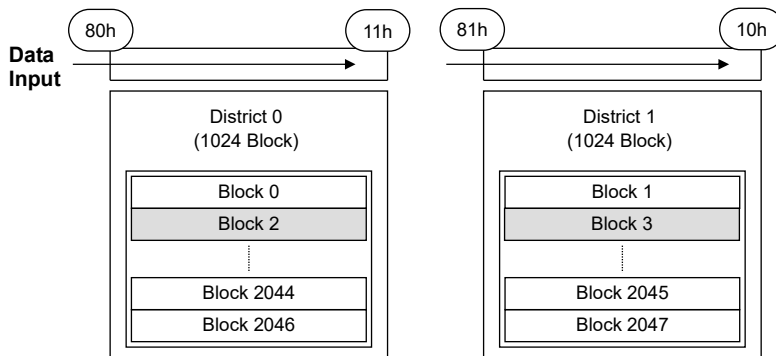 80h
11h
81h
10h
Data
Input
District 0
(1024 Block)
Block 0
Block 2
Block 2044
Block 2046
District 1
(1024 Block)
Block 1
Block 3
Block 2045
Block 2047